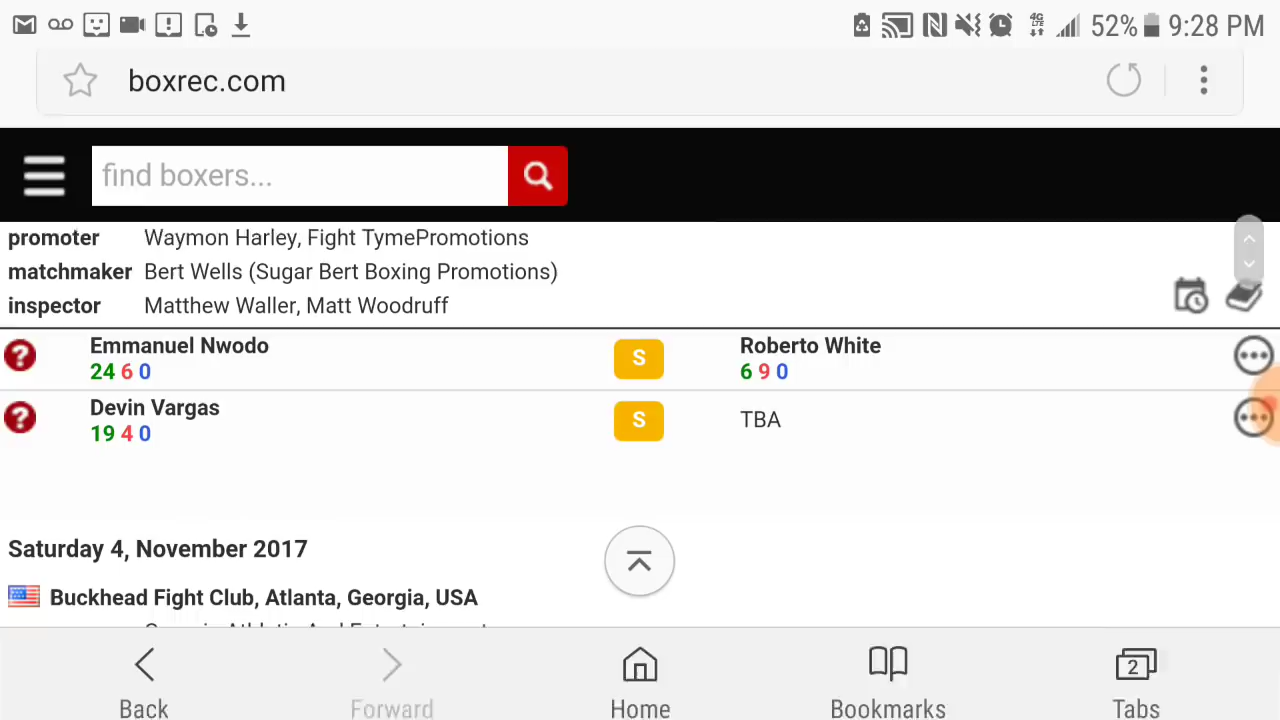 4G LTE 52% 9:28 PM
boxrec.com
find boxers...
promoter Waymon Harley, Fight TymePromotions
matchmaker Bert Wells (Sugar Bert Boxing Promotions)
inspector Matthew Waller, Matt Woodruff
Emmanuel Nwodo S Roberto White
24 6 0 6 9 0
Devin Vargas S TBA
19 4 0
Saturday 4, November 2017
Buckhead Fight Club, Atlanta, Georgia, USA
2
Back Forward Home Bookmarks Tabs